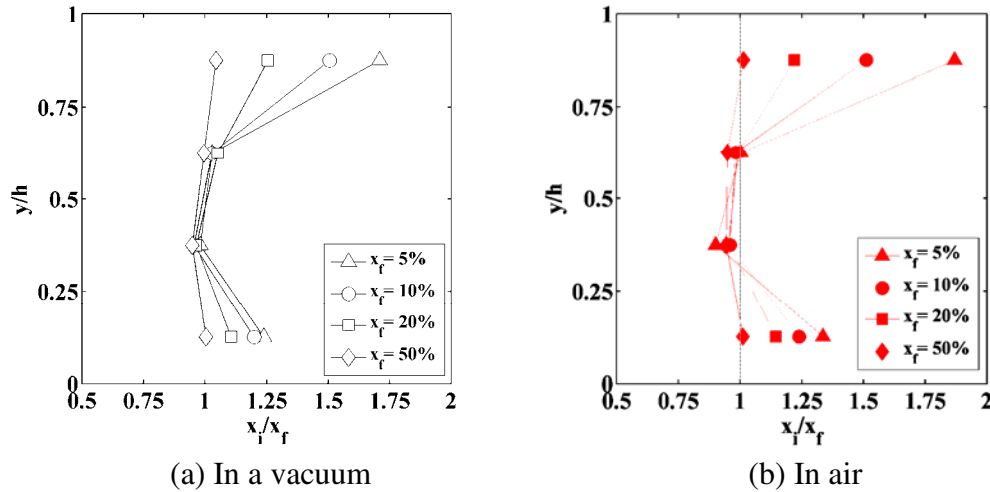 1
0.75
0.5
0.25
0
y/h
0.5 0.75 1 1.25 1.5 1.75 2
x_i/x_f
x_f= 5%
x_f= 10%
x_f= 20%
x_f= 50%
(a) In a vacuum
1
0.75
0.5
0.25
0
y/h
0.5 0.75 1 1.25 1.5 1.75 2
x_i/x_f
x_f= 5%
x_f= 10%
x_f= 20%
x_f= 50%
(b) In air